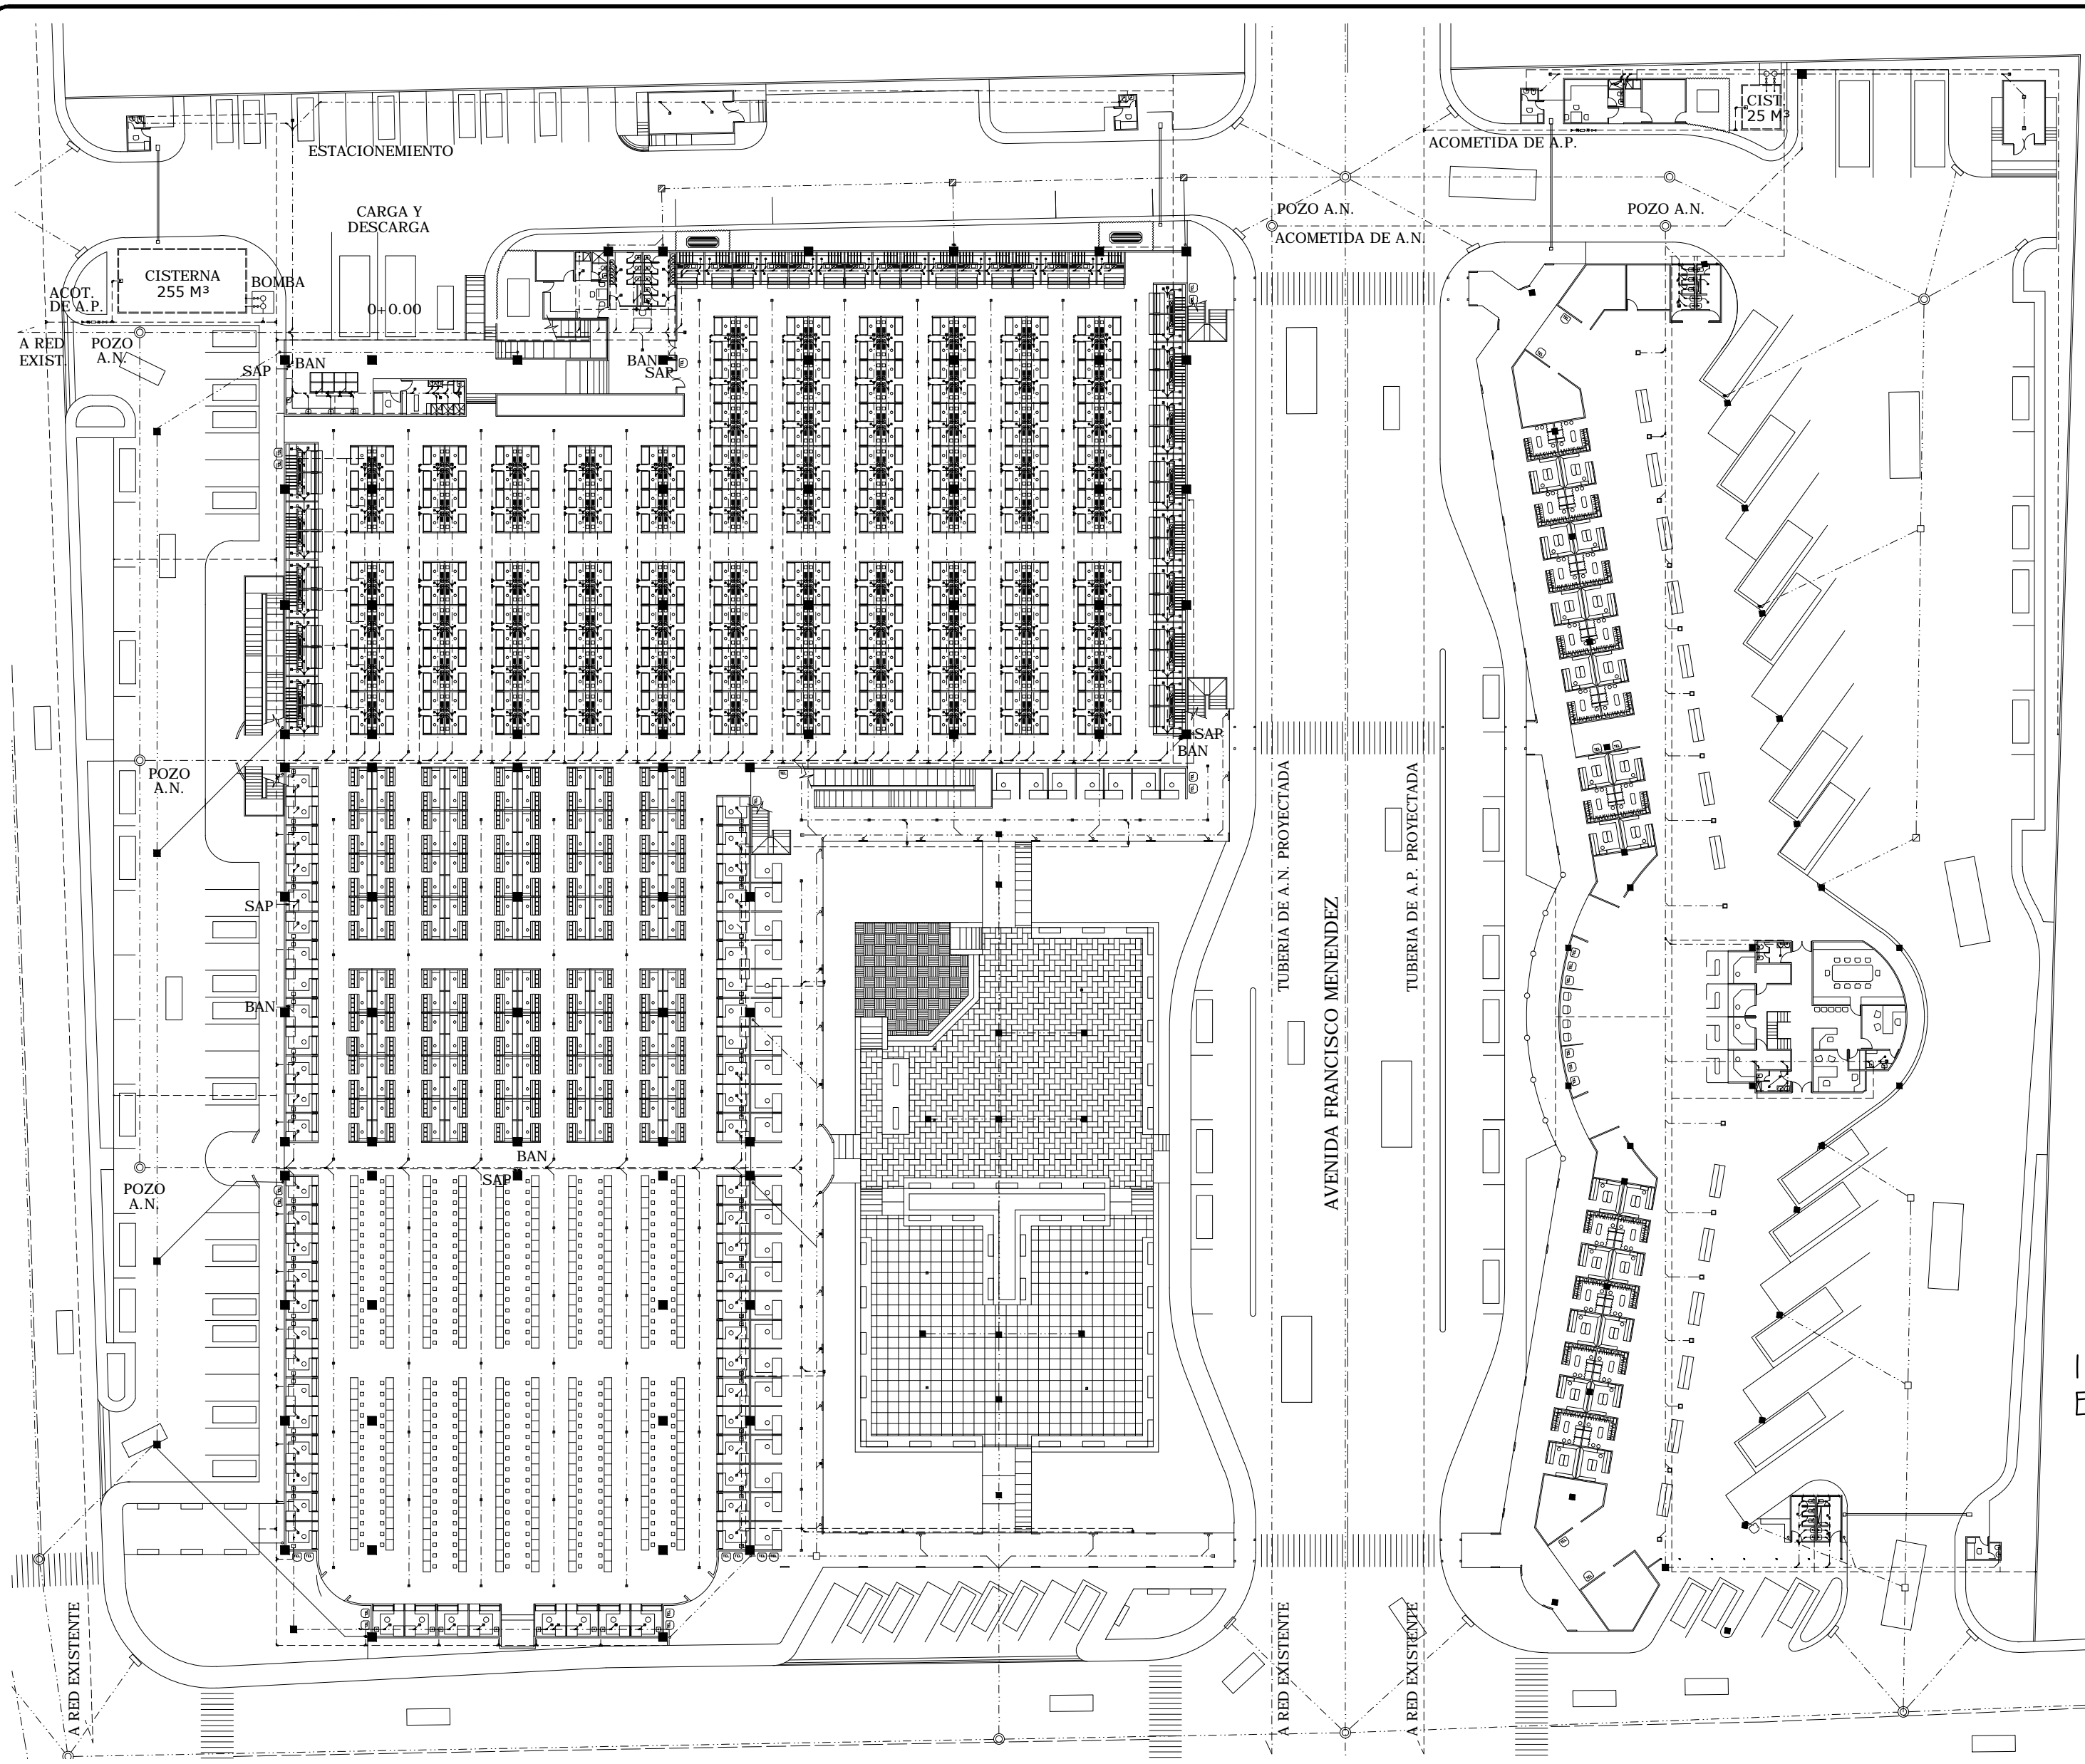 CIST.
25 M³
ESTACIONEMIENTO
ACOMETIDA DE A.P.
CARGA Y
DESCARGA
POZO A.N.
POZO A.N.
ACOMETIDA DE A.N.
CISTERNA
255 M³
BOMBA
ACOT.
DE A.P.
0+0.00
A RED
EXIST.
POZO
A.N.
SAP
BAN
BAN
SAP
SAP
BAN
POZO
A.N.
TUBERIA DE A.N. PROYECTADA
TUBERIA DE A.P. PROYECTADA
AVENIDA FRANCISCO MENENDEZ
SAP
BAN
BAN
SAP
POZO
A.N.
A RED EXISTENTE
A RED EXISTENTE
A RED EXISTENTE